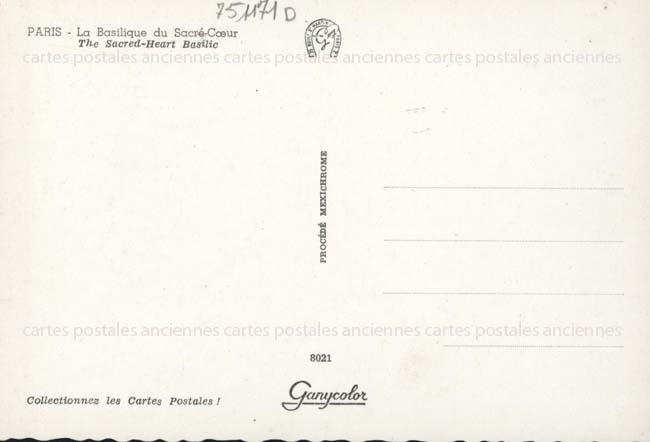 751171D
PARIS - La Basilique du Sacré-Cœur
The Sacred-Heart Basilic
cartes postales anciennes cartes postales anciennes cartes postales anciennes
PROCÉDÉ MEXICHROME
cartes postales anciennes cartes postales anciennes cartes postales anciennes
8021
Collectionnez les Cartes Postales !
Ganycolor